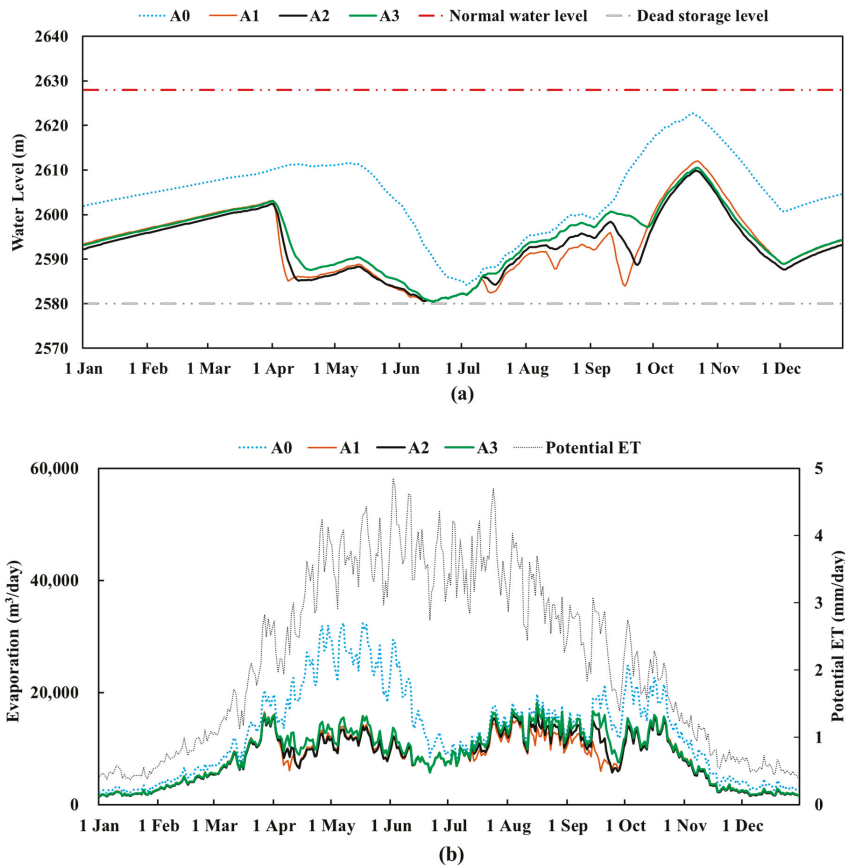 A0 A1 A2 A3 Normal water level Dead storage level
2640
2630
2620
2610
2600
2590
2580
2570
Water Level (m)
1 Jan 1 Feb 1 Mar 1 Apr 1 May 1 Jun 1 Jul 1 Aug 1 Sep 1 Oct 1 Nov 1 Dec
(a)
A0 A1 A2 A3 Potential ET
60,000 5
4
40,000
3
2
20,000
1
0 0
Evaporation (m³/day)
Potential ET (mm/day)
1 Jan 1 Feb 1 Mar 1 Apr 1 May 1 Jun 1 Jul 1 Aug 1 Sep 1 Oct 1 Nov 1 Dec
(b)